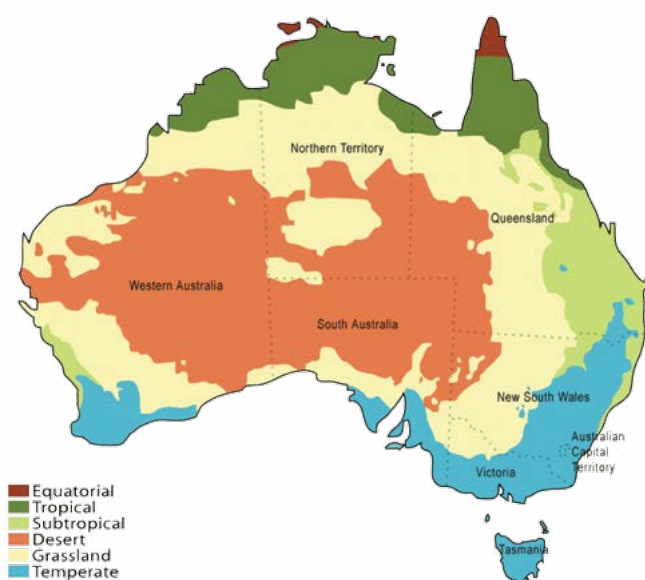 Northern Territory
Queensland
Western Australia
South Australia
New South Wales
Australian
Capital
Territory
Victoria
Tasmania
Equatorial
Tropical
Subtropical
Desert
Grassland
Temperate